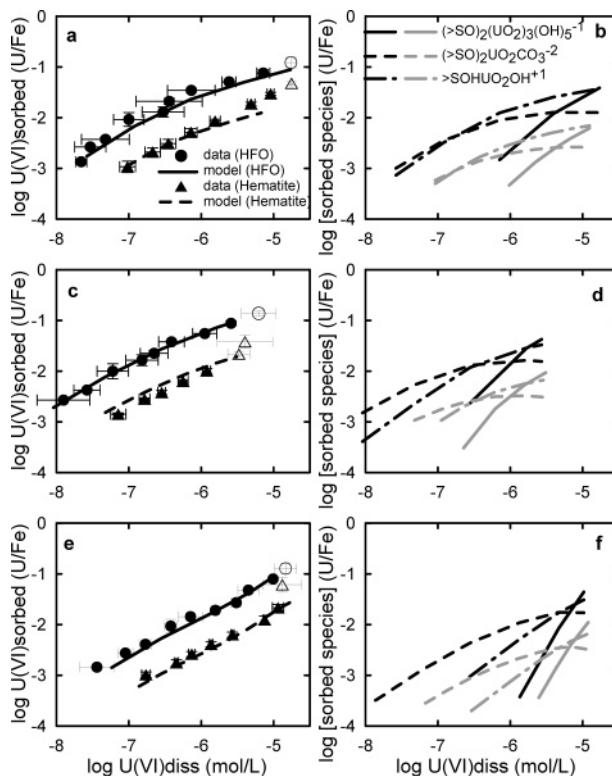 a
log U(VI)sorbed (U/Fe)
0
-1
-2
-3
-4
data (HFO)
model (HFO)
data (Hematite)
model (Hematite)
-8 -7 -6 -5
b
log [sorbed species] (U/Fe)
0
-1
-2
-3
-4
(>SO)2(UO2)3(OH)5⁻¹
(>SO)2UO2CO3⁻²
>SOHUO2OH⁺¹
-8 -7 -6 -5
c
log U(VI)sorbed (U/Fe)
0
-1
-2
-3
-4
-8 -7 -6 -5
d
log [sorbed species] (U/Fe)
0
-1
-2
-3
-4
-8 -7 -6 -5
e
log U(VI)sorbed (U/Fe)
0
-1
-2
-3
-4
-8 -7 -6 -5
log U(VI)diss (mol/L)
f
log [sorbed species] (U/Fe)
0
-1
-2
-3
-4
-8 -7 -6 -5
log U(VI)diss (mol/L)